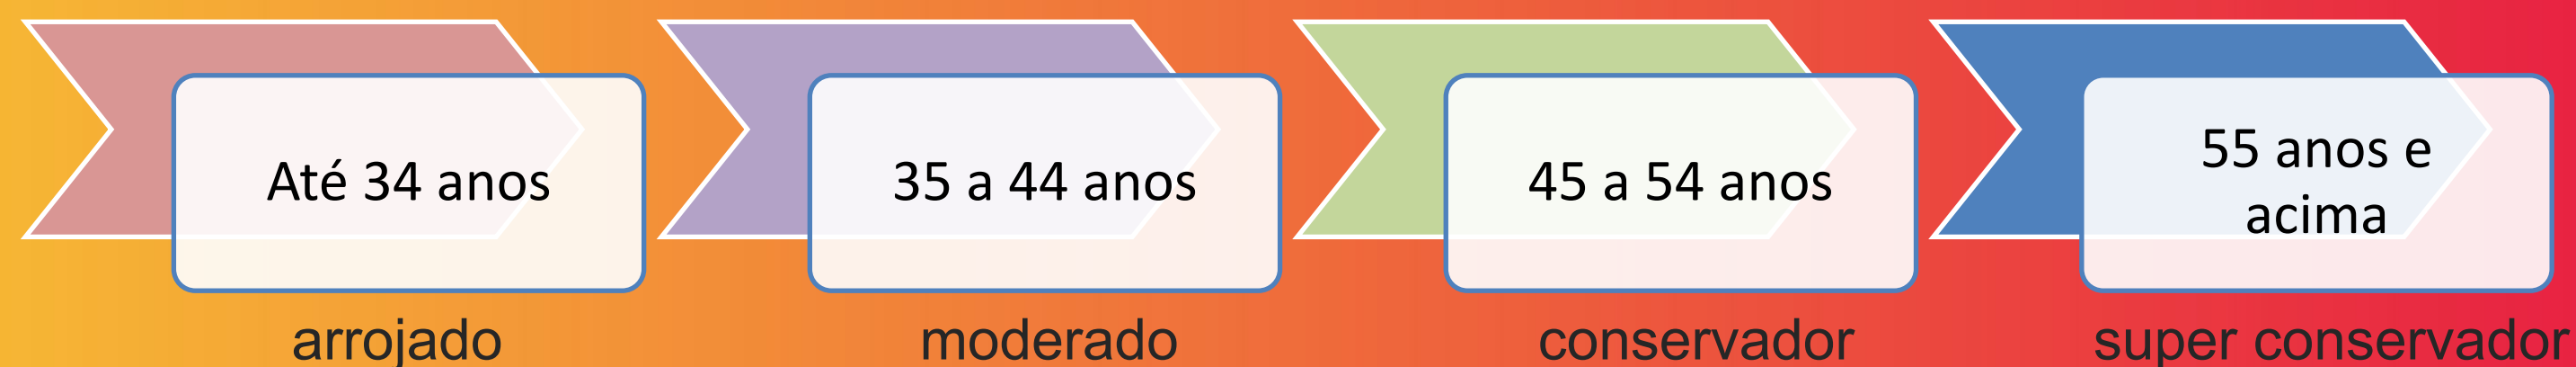 Até 34 anos
35 a 44 anos
45 a 54 anos
55 anos e
acima
arrojado
moderado
conservador
super conservador